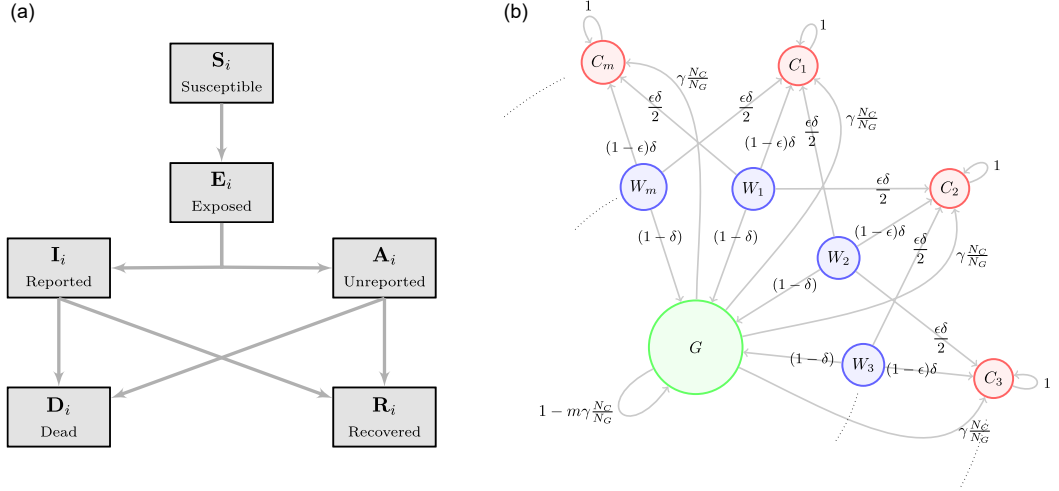 (a)
S_i
Susceptible
E_i
Exposed
I_i
Reported
A_i
Unreported
D_i
Dead
R_i
Recovered
(b)
1
1
C_m
C_1
γ N_C/N_G
ϵδ/2
ϵδ/2
ϵδ/2
γ N_C/N_G
(1−ϵ)δ
(1−ϵ)δ
W_m
W_1
ϵδ/2
C_2
1
(1−δ)
(1−δ)
(1−ϵ)δ
ϵδ/2
W_2
γ N_C/N_G
(1−δ)
G
ϵδ/2
(1−δ)
W_3
(1−ϵ)δ
C_3
1
1 − mγ N_C/N_G
γ N_C/N_G